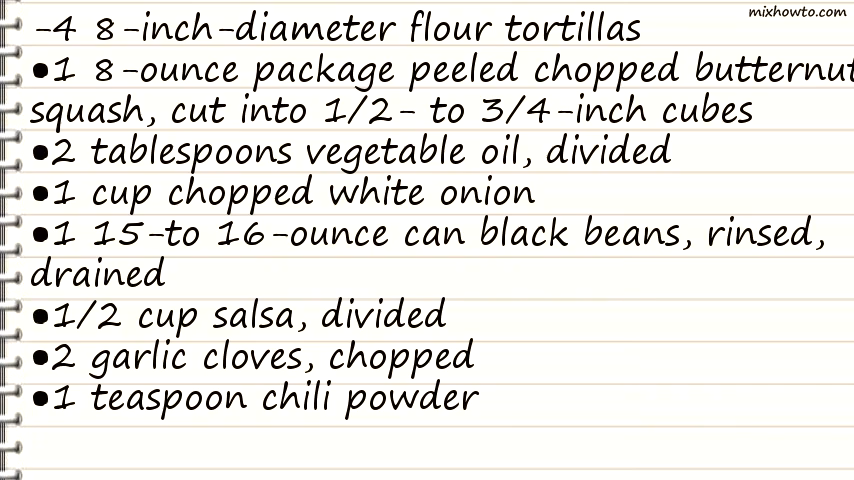 mixhowto.com
-4 8-inch-diameter flour tortillas
●1 8-ounce package peeled chopped butternut
squash, cut into 1/2- to 3/4-inch cubes
●2 tablespoons vegetable oil, divided
●1 cup chopped white onion
●1 15-to 16-ounce can black beans, rinsed,
drained
●1/2 cup salsa, divided
●2 garlic cloves, chopped
●1 teaspoon chili powder